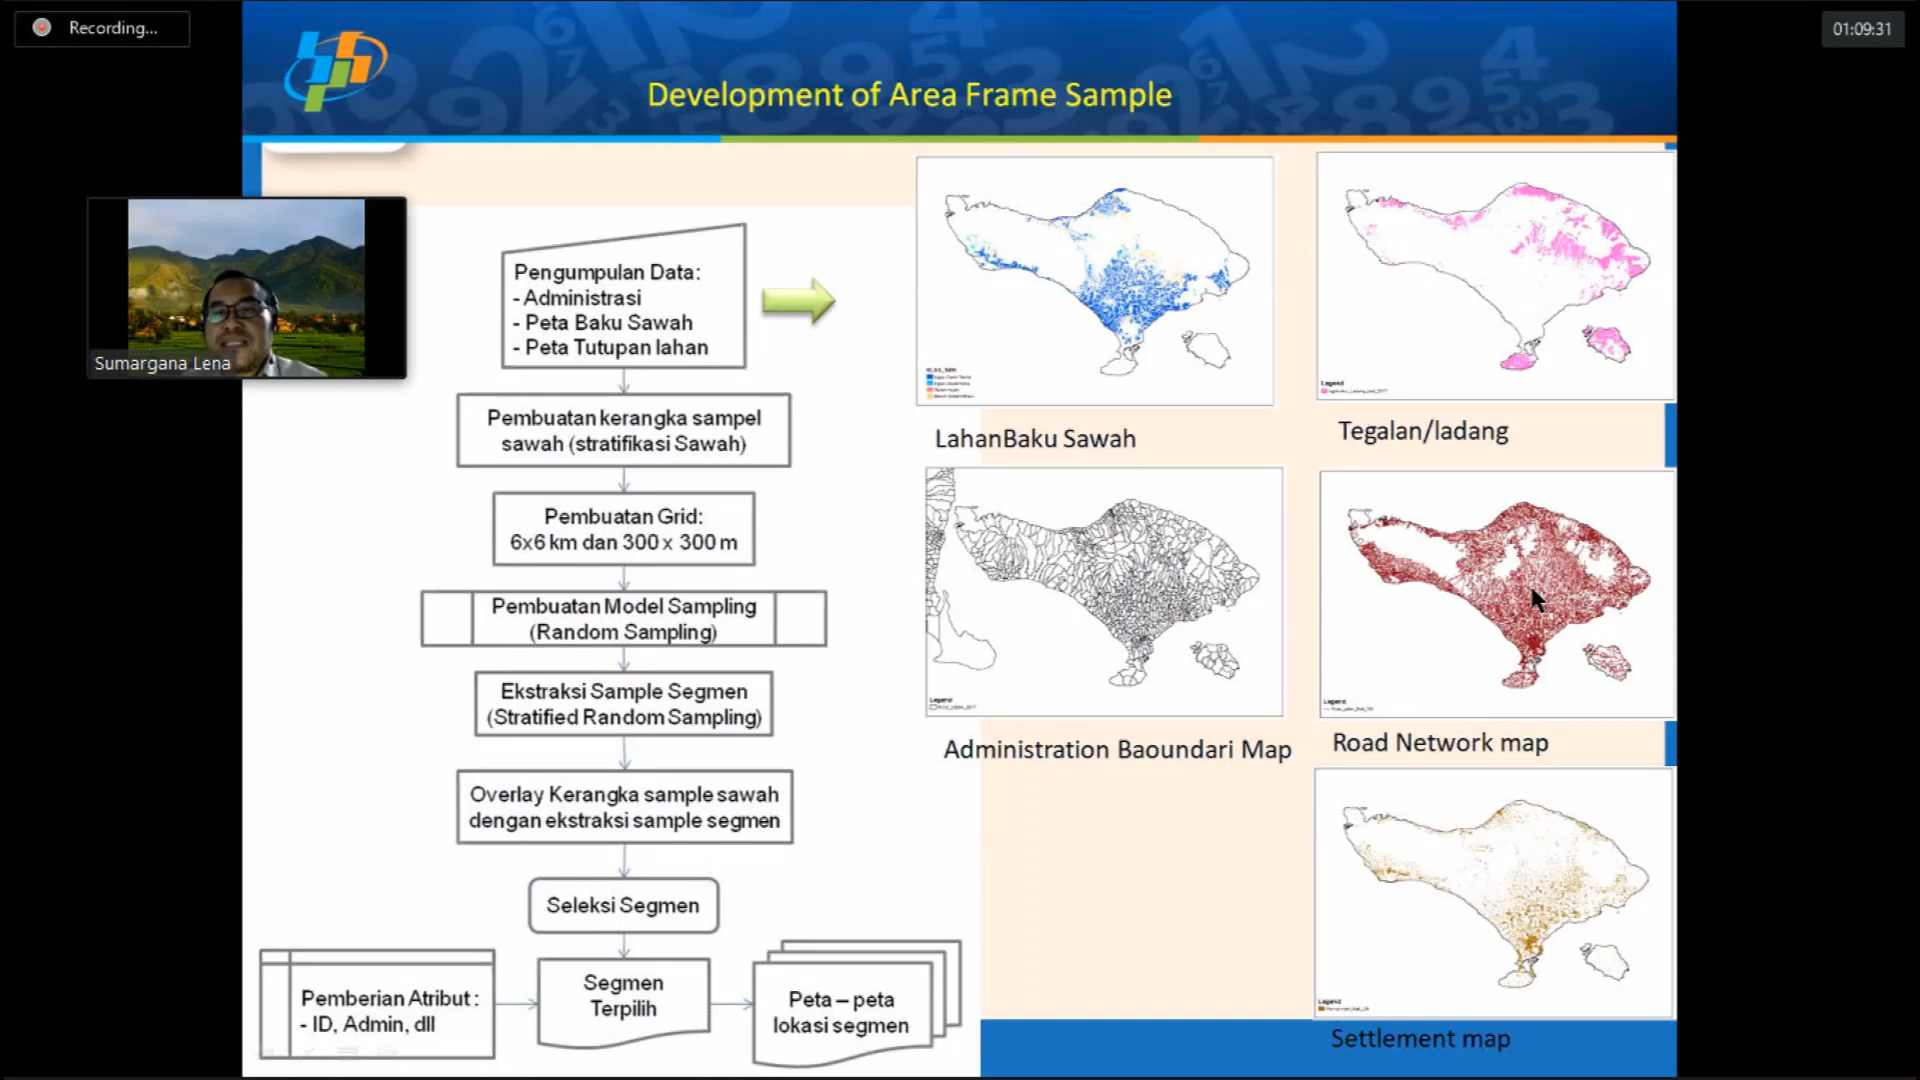 Recording...
01:09:31
Development of Area Frame Sample
Sumargana Lena
Pengumpulan Data:
- Administrasi
- Peta Baku Sawah
- Peta Tutupan lahan
Pembuatan kerangka sampel
sawah (stratifikasi Sawah)
Pembuatan Grid:
6x6 km dan 300 x 300 m
Pembuatan Model Sampling
(Random Sampling)
Ekstraksi Sample Segmen
(Stratified Random Sampling)
Overlay Kerangka sample sawah
dengan ekstraksi sample segmen
Seleksi Segmen
Pemberian Atribut :
- ID, Admin, dll
Segmen
Terpilih
Peta – peta
lokasi segmen
LahanBaku Sawah
Legend
Tegalan/ladang
Legend
Administration Baoundari Map
Legend
Road Network map
Legend
Settlement map